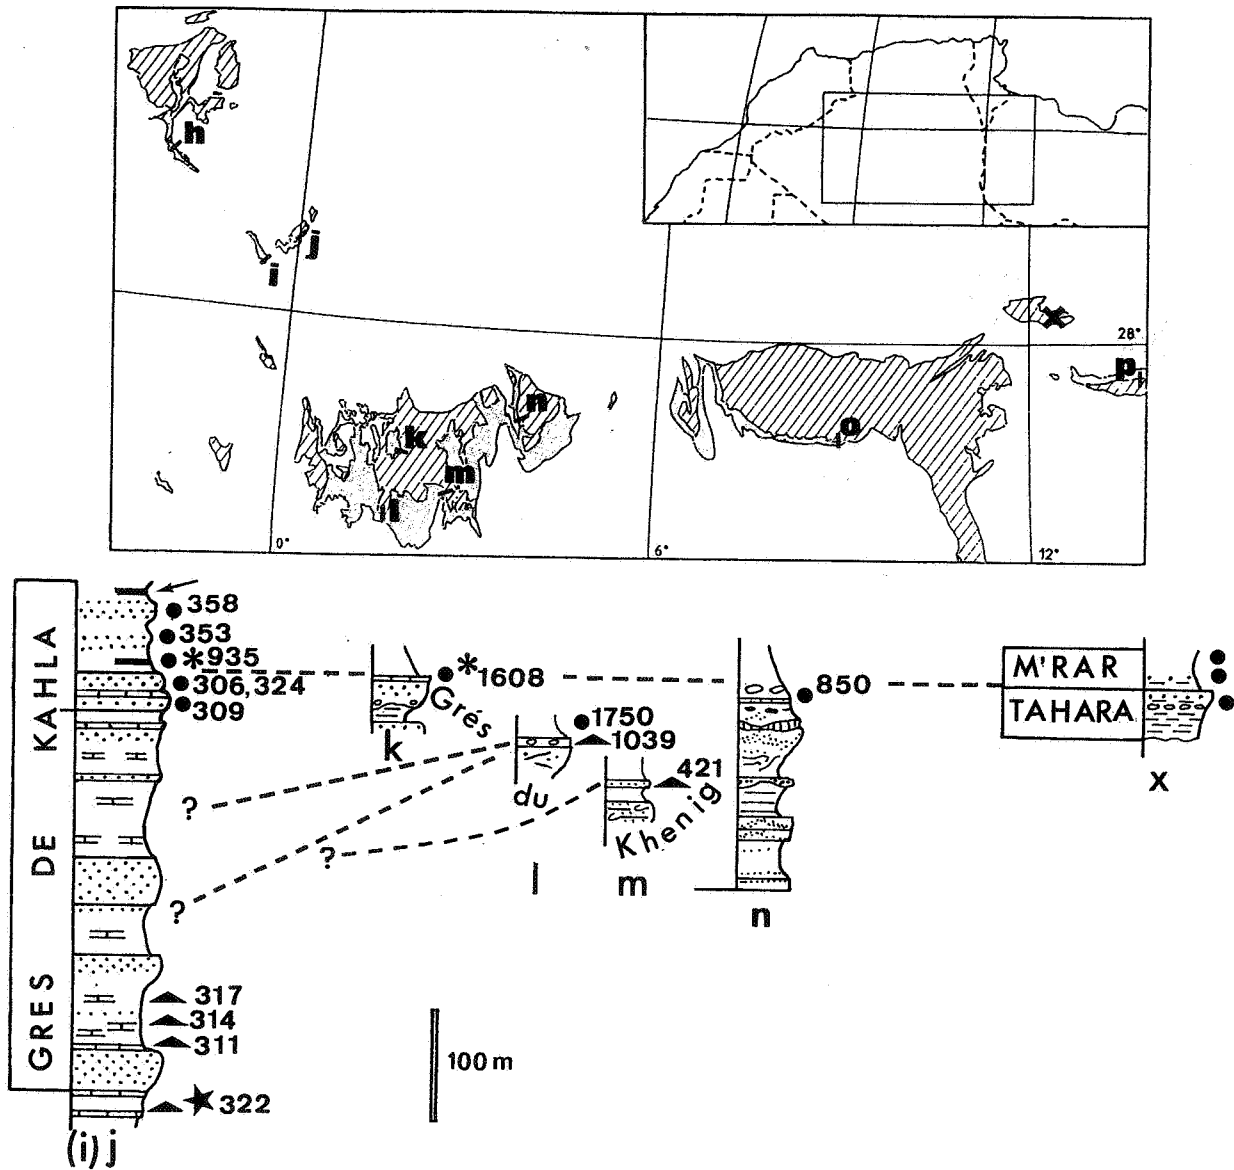 h
j
i
28°
x
p
n
k
o
m
l
0°
6°
12°
GRES DE KAHLA
358
353
*935
306,324
309
*1608
Grés
k
1750
1039
du
421
Khenig
850
M'RAR
TAHARA
x
?
?
?
l
m
n
317
314
311
100 m
★ 322
(i) j